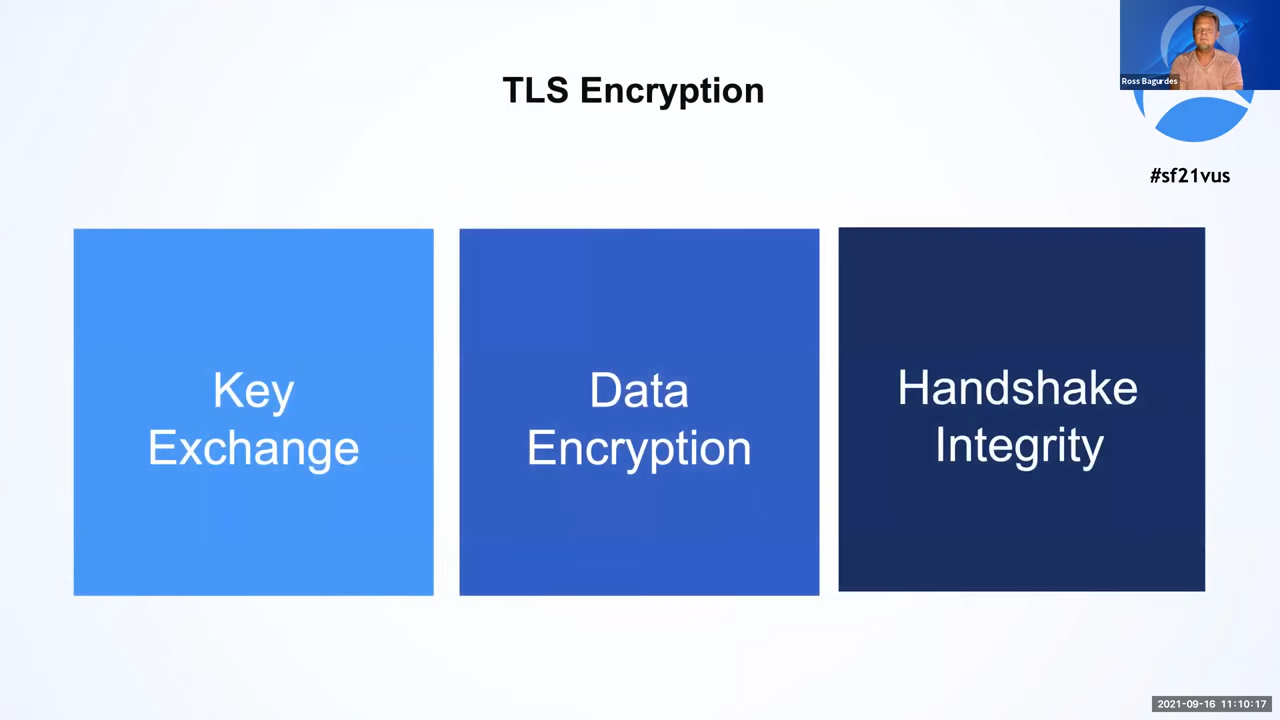 TLS Encryption
Ross Bagurdes
#sf21vus
Key
Exchange
Data
Encryption
Handshake
Integrity
2021-09-16 11:10:17